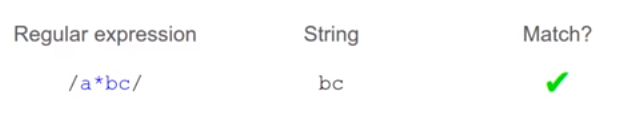 Regular expression String Match?
/a*bc/ bc ✔